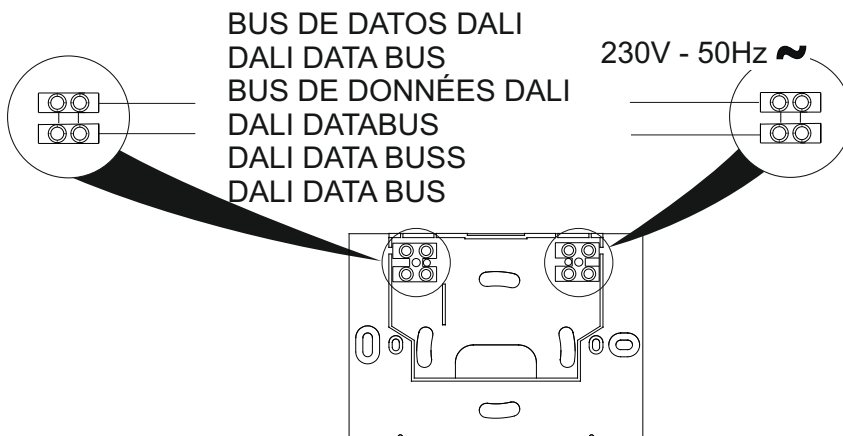 BUS DE DATOS DALI
DALI DATA BUS
BUS DE DONNÉES DALI
DALI DATABUS
DALI DATA BUSS
DALI DATA BUS
230V - 50Hz ~